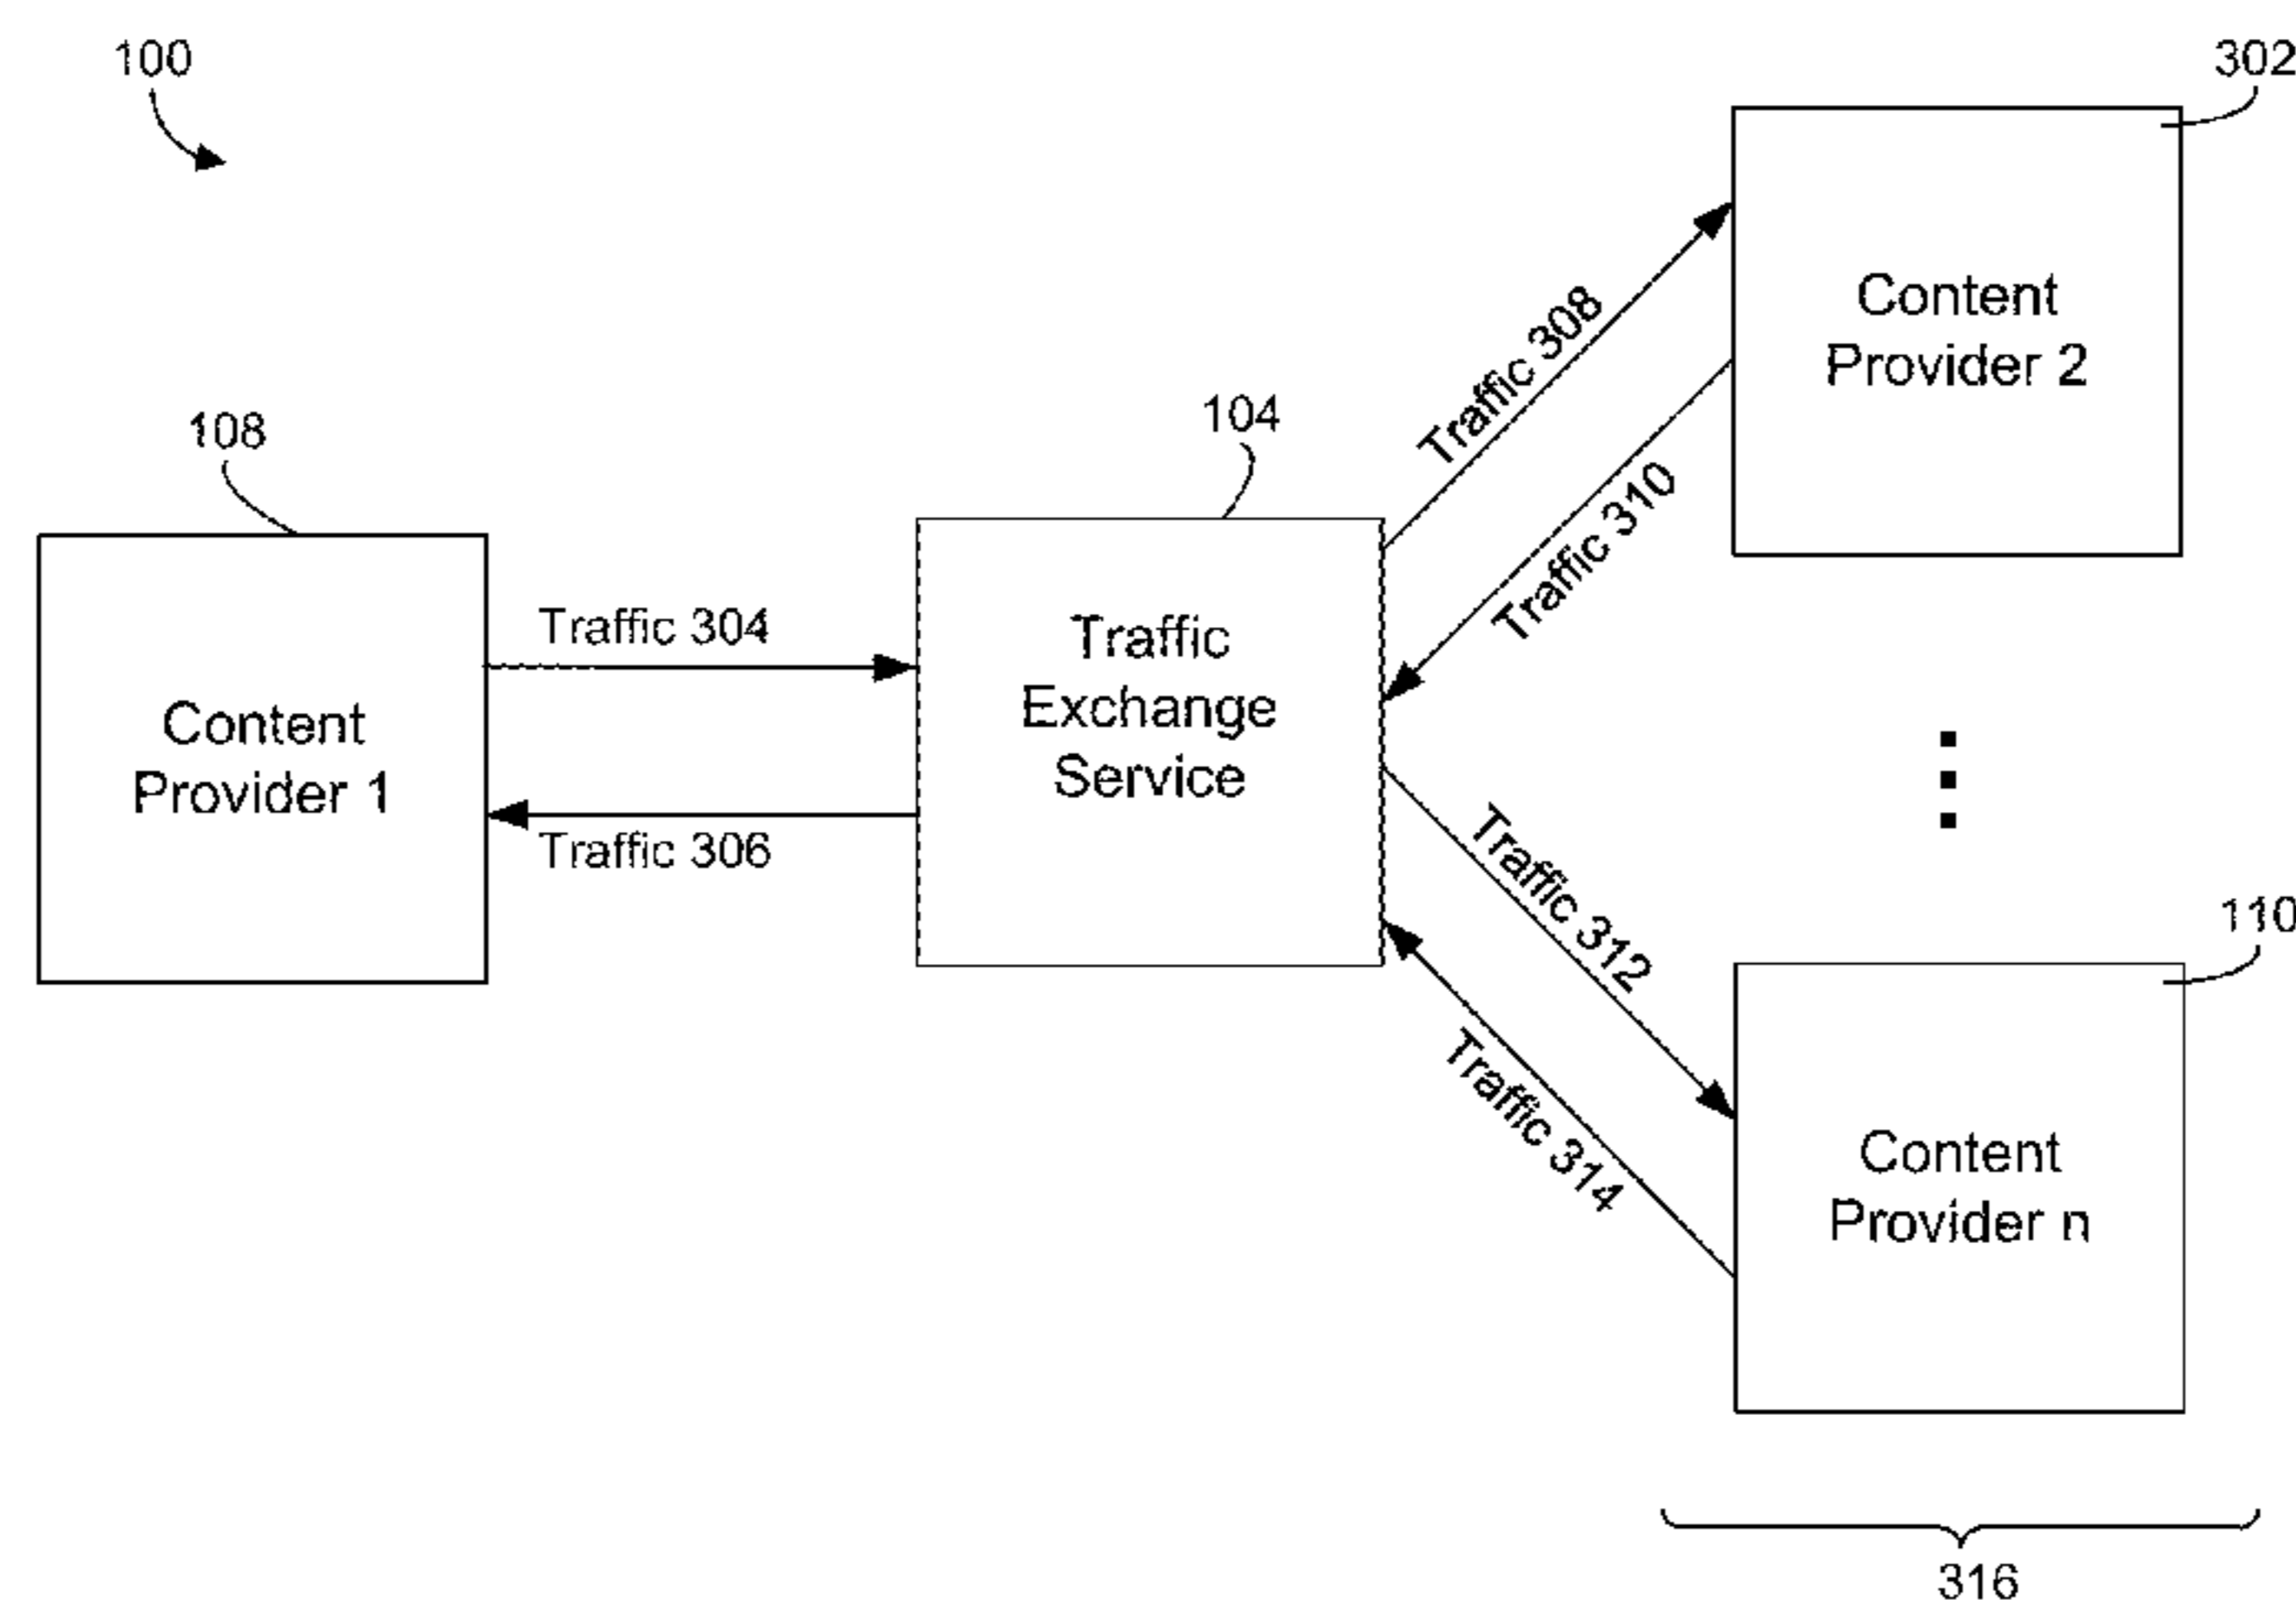 100
302
Content
Provider 2
Traffic 308
Traffic 310
104
108
Traffic 304
Traffic
Exchange
Service
Content
Provider 1
Traffic 306
Traffic 312
Traffic 314
110
Content
Provider n
316